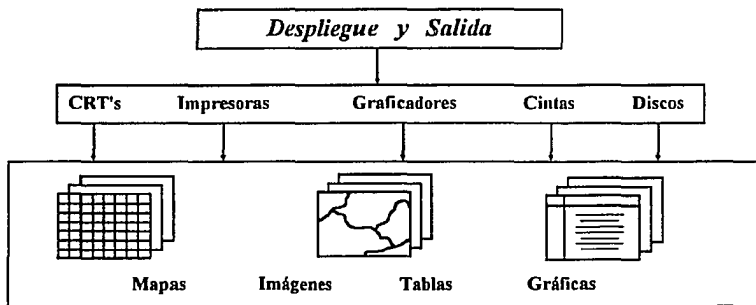 Despliegue y Salida
CRT's Impresoras Graficadores Cintas Discos
Mapas Imágenes Tablas Gráficas